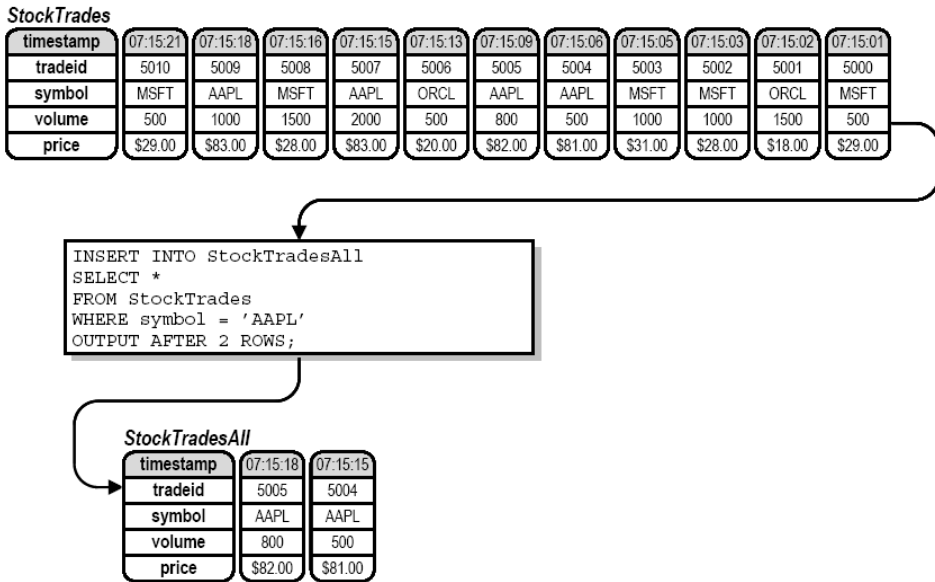 StockTrades
timestamp 07:15:21 07:15:18 07:15:16 07:15:15 07:15:13 07:15:09 07:15:06 07:15:05 07:15:03 07:15:02 07:15:01
tradeid 5010 5009 5008 5007 5006 5005 5004 5003 5002 5001 5000
symbol MSFT AAPL MSFT AAPL ORCL AAPL AAPL MSFT MSFT ORCL MSFT
volume 500 1000 1500 2000 500 800 500 1000 1000 1500 500
price $29.00 $83.00 $28.00 $83.00 $20.00 $82.00 $81.00 $31.00 $28.00 $18.00 $29.00
INSERT INTO StockTradesAll
SELECT *
FROM StockTrades
WHERE symbol = ’AAPL’
OUTPUT AFTER 2 ROWS;
StockTradesAll
timestamp 07:15:18 07:15:15
tradeid 5005 5004
symbol AAPL AAPL
volume 800 500
price $82.00 $81.00